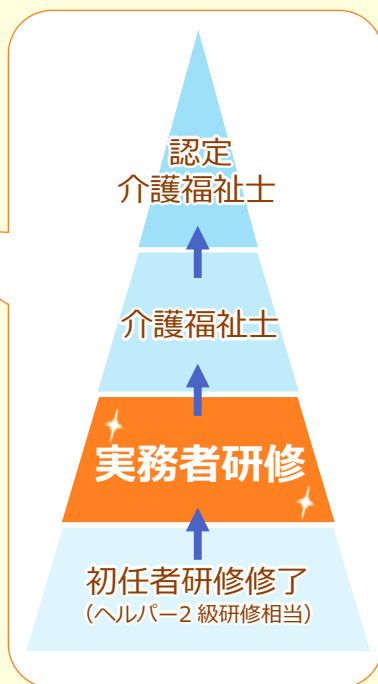 認定
介護福祉士
介護福祉士
実務者研修
初任者研修修了
（ヘルパー2 級研修相当）